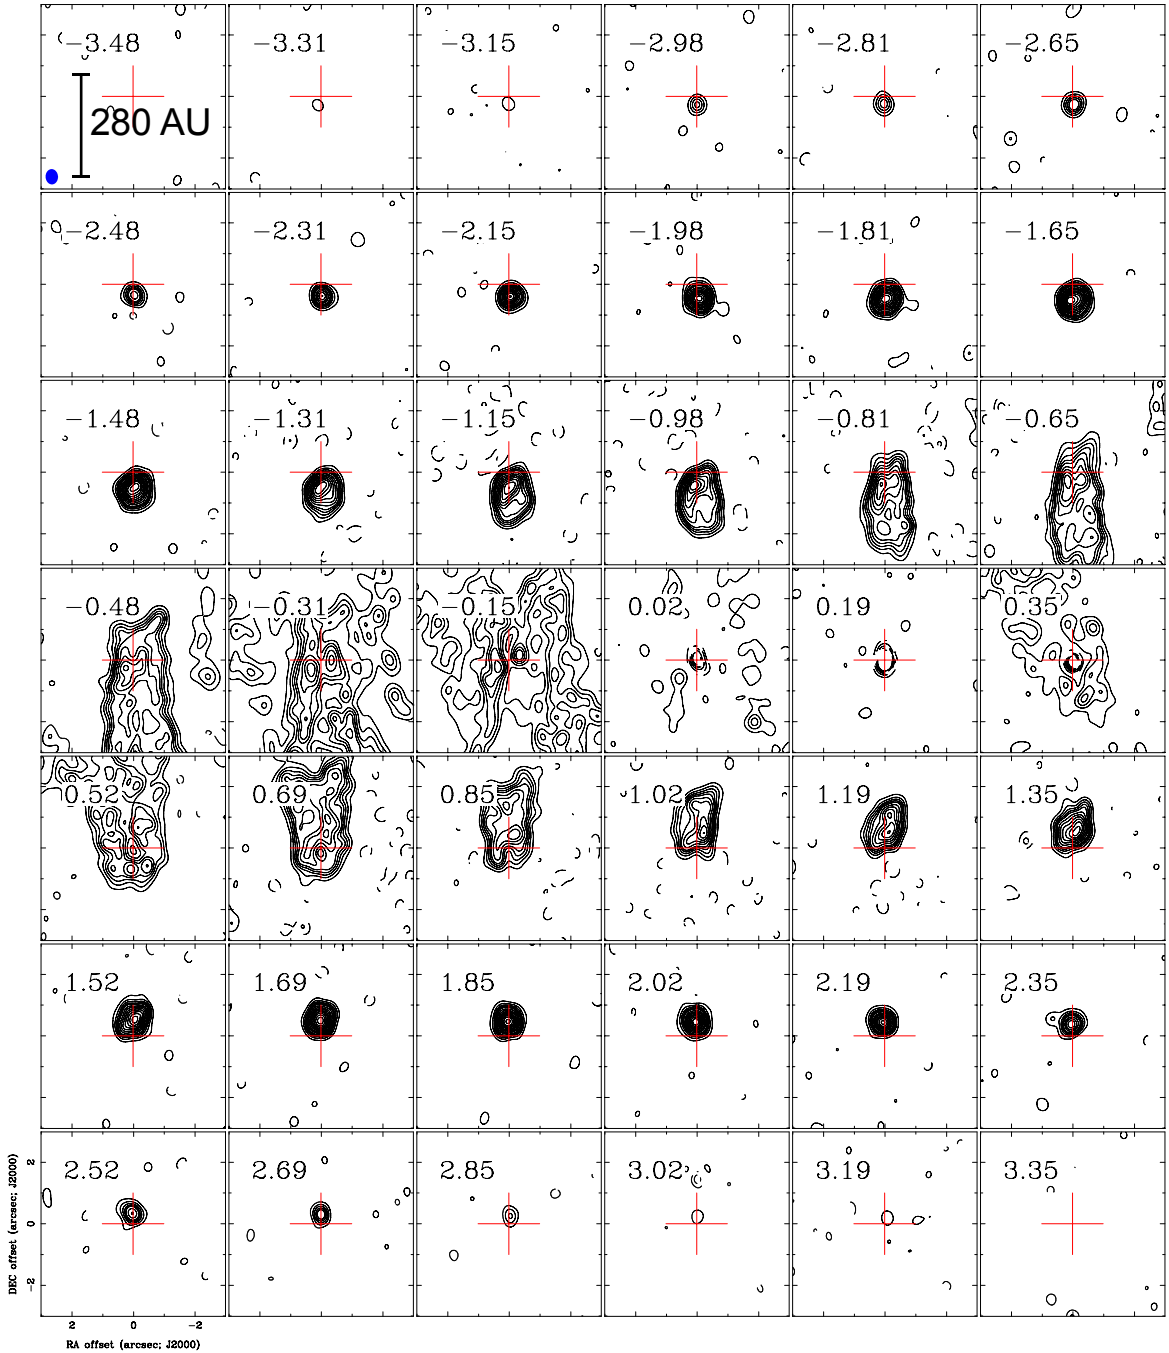 −3.48 −3.31 −3.15 −2.98 −2.81 −2.65
280 AU
−2.48 −2.31 −2.15 −1.98 −1.81 −1.65
−1.48 −1.31 −1.15 −0.98 −0.81 −0.65
−0.48 −0.31 −0.15 0.02 0.19 0.35
0.52 0.69 0.85 1.02 1.19 1.35
1.52 1.69 1.85 2.02 2.19 2.35
2.52 2.69 2.85 3.02 3.19 3.35
DEC offset (arcsec; J2000)
2
0
−2
2 0 −2
RA offset (arcsec; J2000)